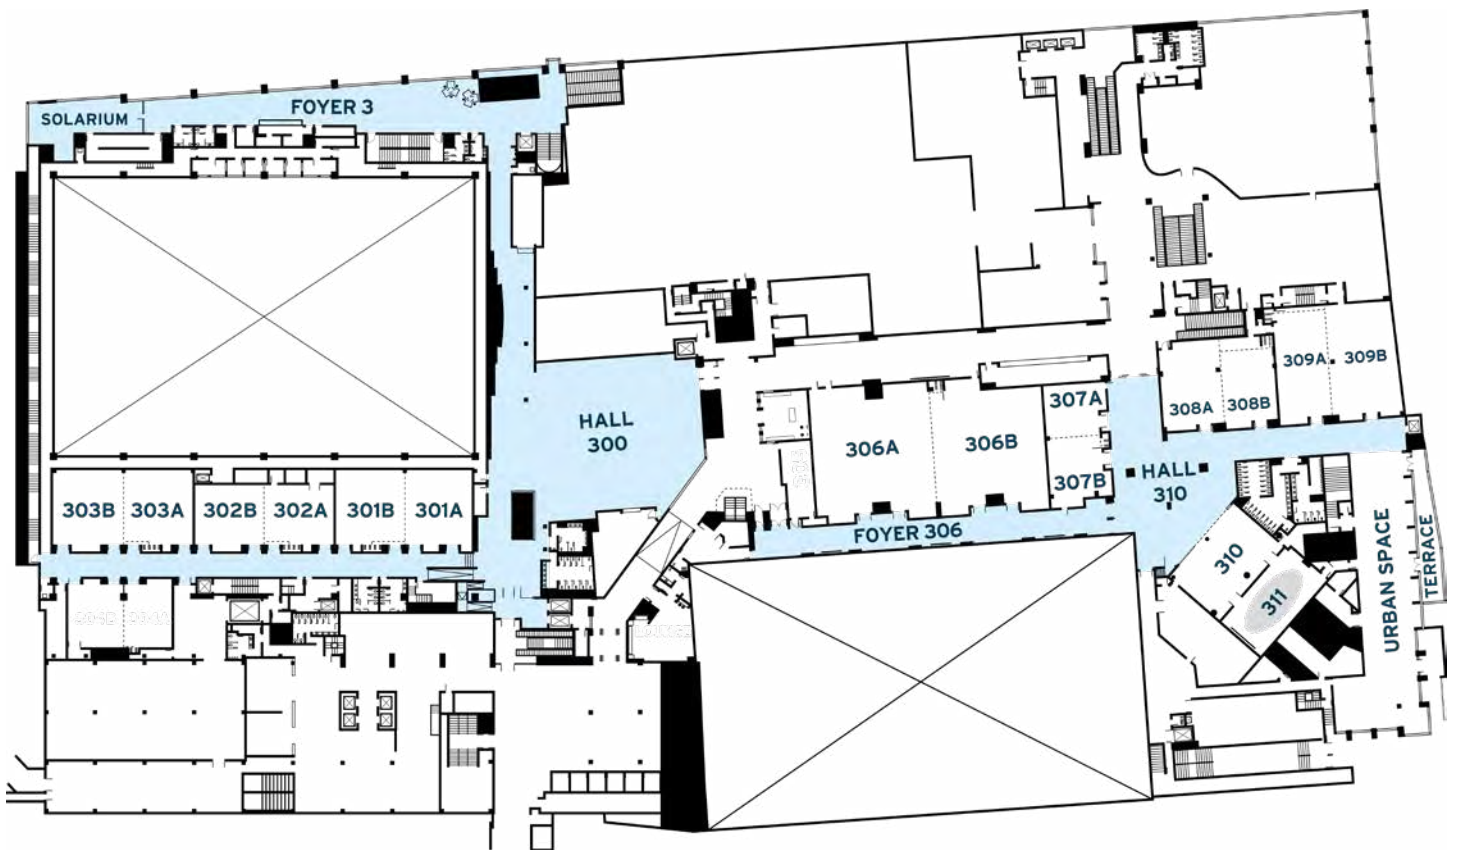 FOYER 3
SOLARIUM
HALL
300
303B
303A
302B
302A
301B
301A
306A
306B
307A
307B
FOYER 306
HALL
310
308A
308B
309A
309B
310
311
URBAN SPACE
TERRACE